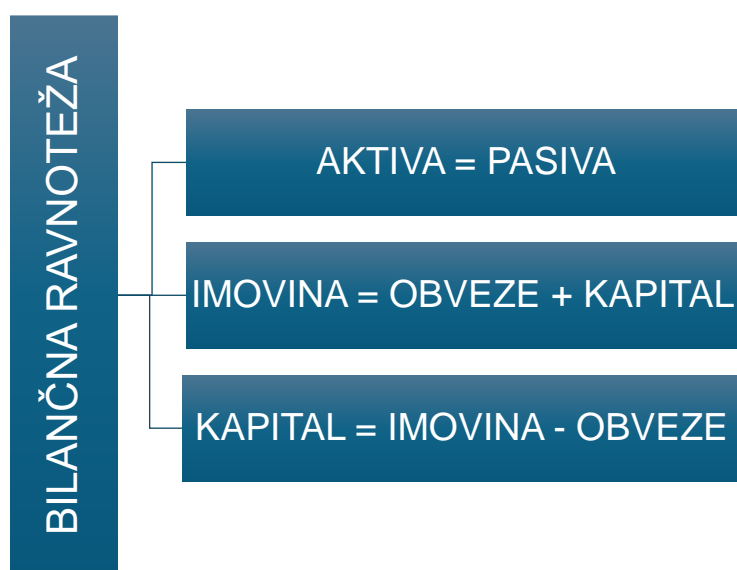 BILANČNA RAVNOTEŽA
AKTIVA = PASIVA
IMOVINA = OBVEZE + KAPITAL
KAPITAL = IMOVINA - OBVEZE